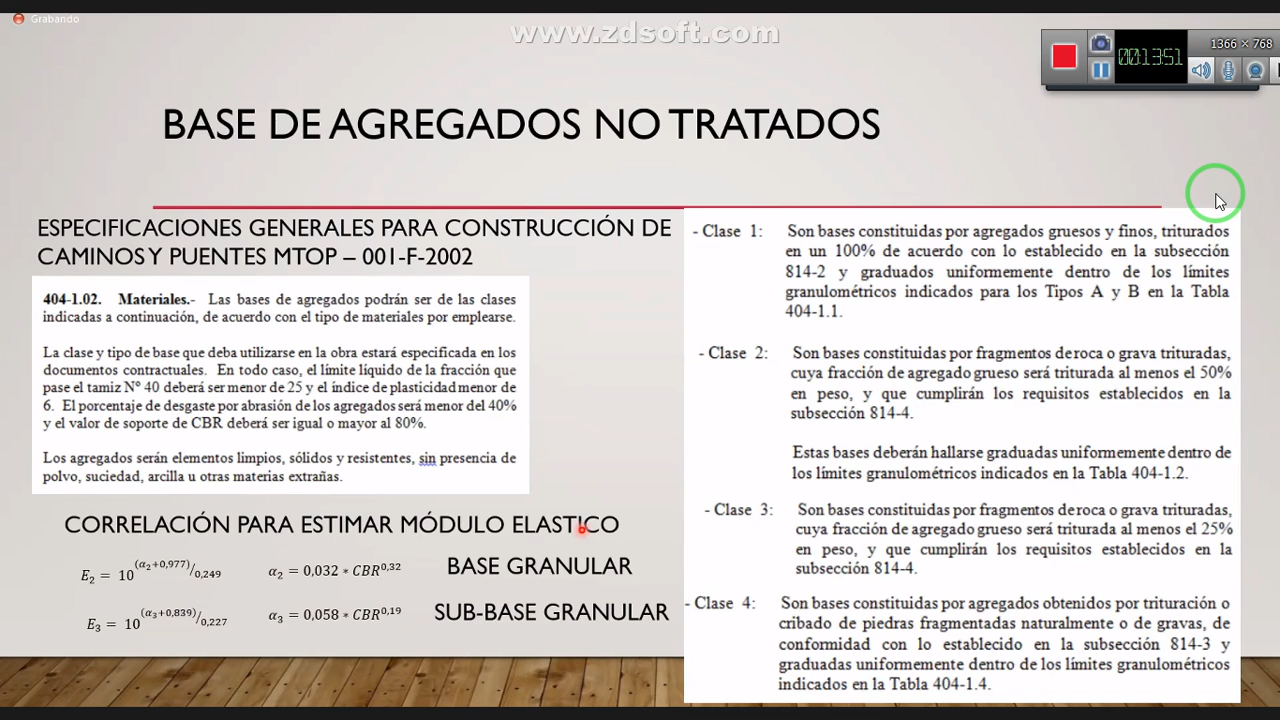 Grabando
www.zdsoft.com
1366 × 768
00:13:51
BASE DE AGREGADOS NO TRATADOS
ESPECIFICACIONES GENERALES PARA CONSTRUCCIÓN DE
CAMINOS Y PUENTES MTOP – 001-F-2002
404-1.02. Materiales.- Las bases de agregados podrán ser de las clases
indicadas a continuación, de acuerdo con el tipo de materiales por emplearse.
La clase y tipo de base que deba utilizarse en la obra estará especificada en los
documentos contractuales. En todo caso, el límite líquido de la fracción que
pase el tamiz Nº 40 deberá ser menor de 25 y el índice de plasticidad menor de
6. El porcentaje de desgaste por abrasión de los agregados será menor del 40%
y el valor de soporte de CBR deberá ser igual o mayor al 80%.
Los agregados serán elementos limpios, sólidos y resistentes, sin presencia de
polvo, suciedad, arcilla u otras materias extrañas.
CORRELACIÓN PARA ESTIMAR MÓDULO ELASTICO
E₂ = 10^(α₂+0,977)/0,249 α₂ = 0,032 ∗ CBR^0,32 BASE GRANULAR
E₃ = 10^(α₃+0,839)/0,227 α₃ = 0,058 ∗ CBR^0,19 SUB-BASE GRANULAR
- Clase 1: Son bases constituidas por agregados gruesos y finos, triturados
en un 100% de acuerdo con lo establecido en la subsección
814-2 y graduados uniformemente dentro de los límites
granulométricos indicados para los Tipos A y B en la Tabla
404-1.1.
- Clase 2: Son bases constituidas por fragmentos de roca o grava trituradas,
cuya fracción de agregado grueso será triturada al menos el 50%
en peso, y que cumplirán los requisitos establecidos en la
subsección 814-4.
Estas bases deberán hallarse graduadas uniformemente dentro de
los límites granulométricos indicados en la Tabla 404-1.2.
- Clase 3: Son bases constituidas por fragmentos de roca o grava trituradas,
cuya fracción de agregado grueso será triturada al menos el 25%
en peso, y que cumplirán los requisitos establecidos en la
subsección 814-4.
- Clase 4: Son bases constituidas por agregados obtenidos por trituración o
cribado de piedras fragmentadas naturalmente o de gravas, de
conformidad con lo establecido en la subsección 814-3 y
graduadas uniformemente dentro de los límites granulométricos
indicados en la Tabla 404-1.4.